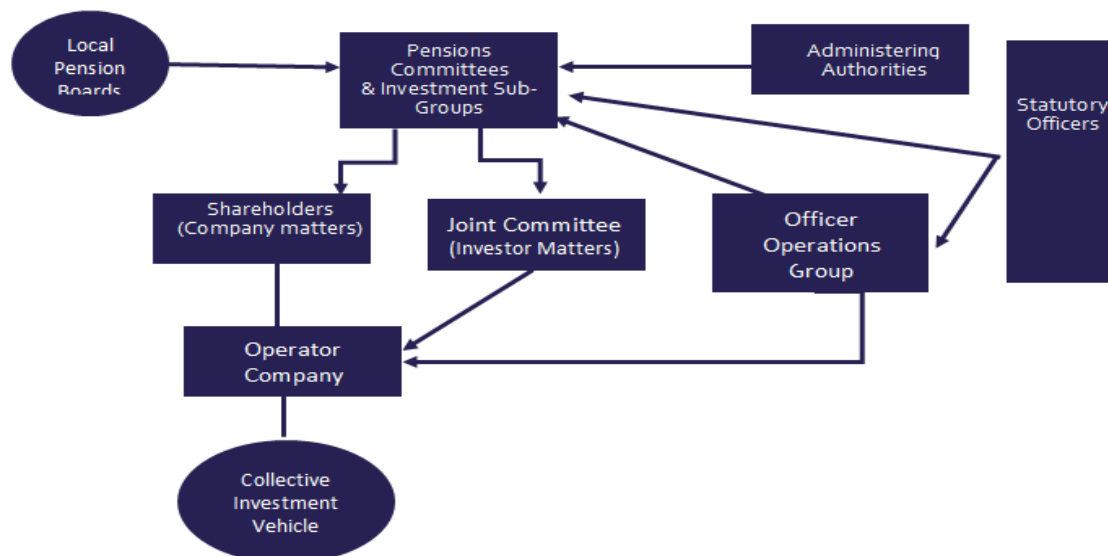 Local
Pension
Boards
Pensions
Committees
& Investment Sub-
Groups
Administering
Authorities
Statutory
Officers
Shareholders
(Company matters)
Joint Committee
(Investor Matters)
Officer
Operations
Group
Operator
Company
Collective
Investment
Vehicle